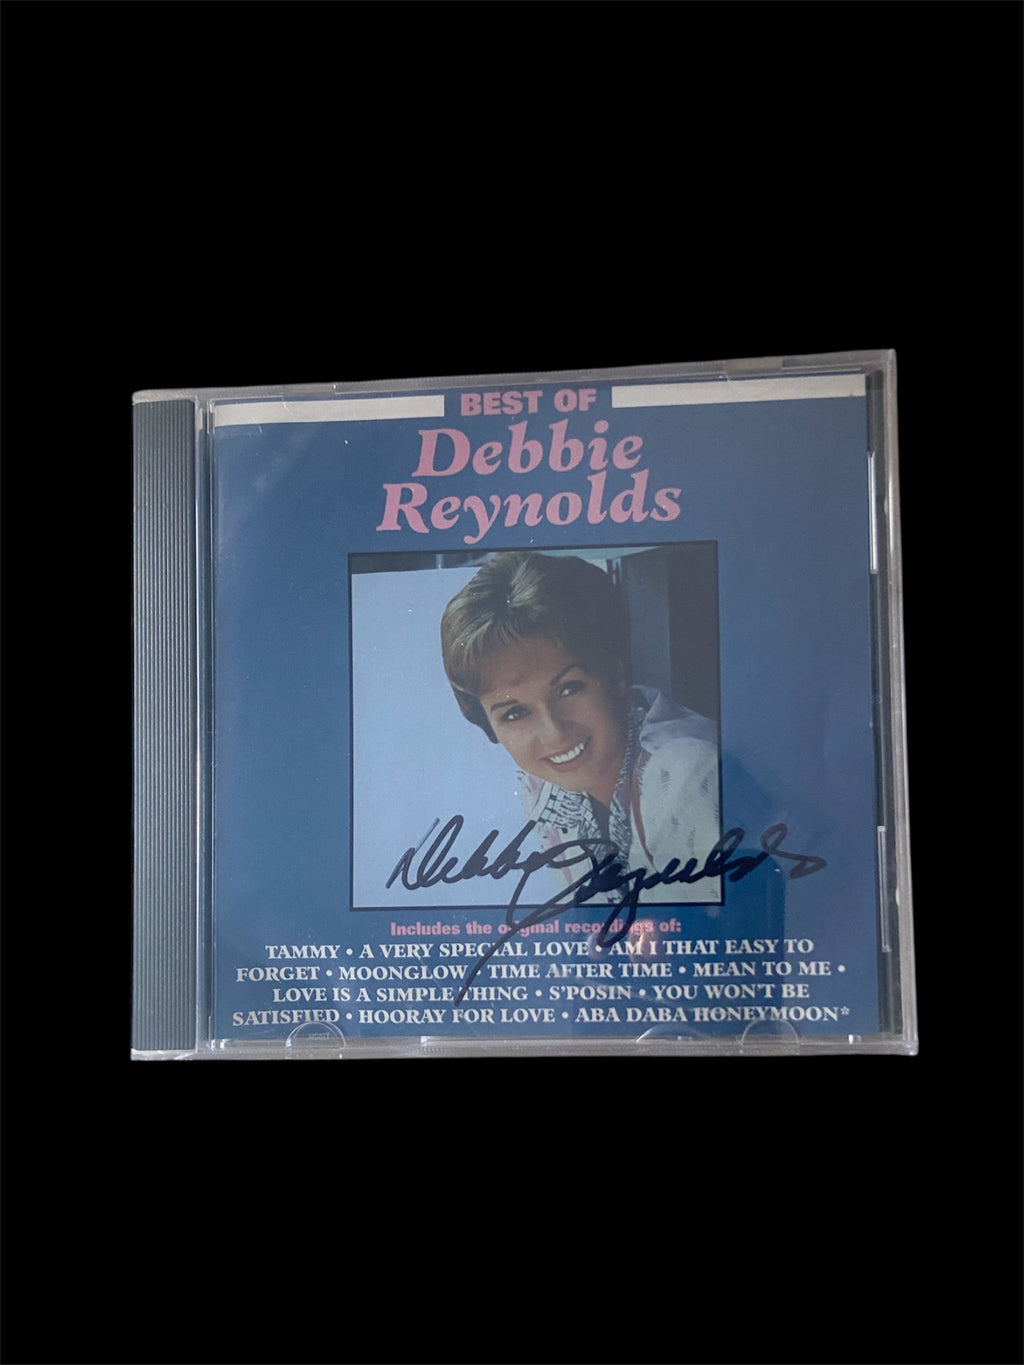 BEST OF
Debbie
Reynolds
Debbie Reynolds
Includes the original recordings of:
TAMMY • A VERY SPECIAL LOVE • AM I THAT EASY TO
FORGET • MOONGLOW • TIME AFTER TIME • MEAN TO ME •
LOVE IS A SIMPLE THING • S'POSIN • YOU WON'T BE
SATISFIED • HOORAY FOR LOVE • ABA DABA HONEYMOON*